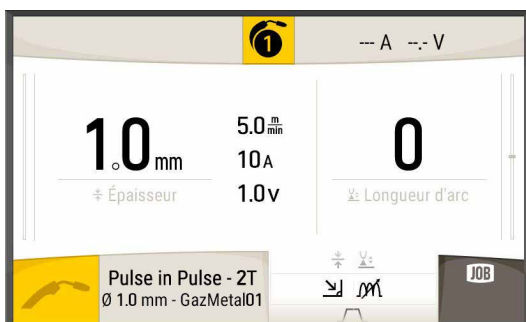 1 --- A --.- V
1.0 mm
Épaisseur
5.0 m/min
10 A
1.0 V
0
Longueur d'arc
Pulse in Pulse - 2T
Ø 1.0 mm - GazMetal01
JOB